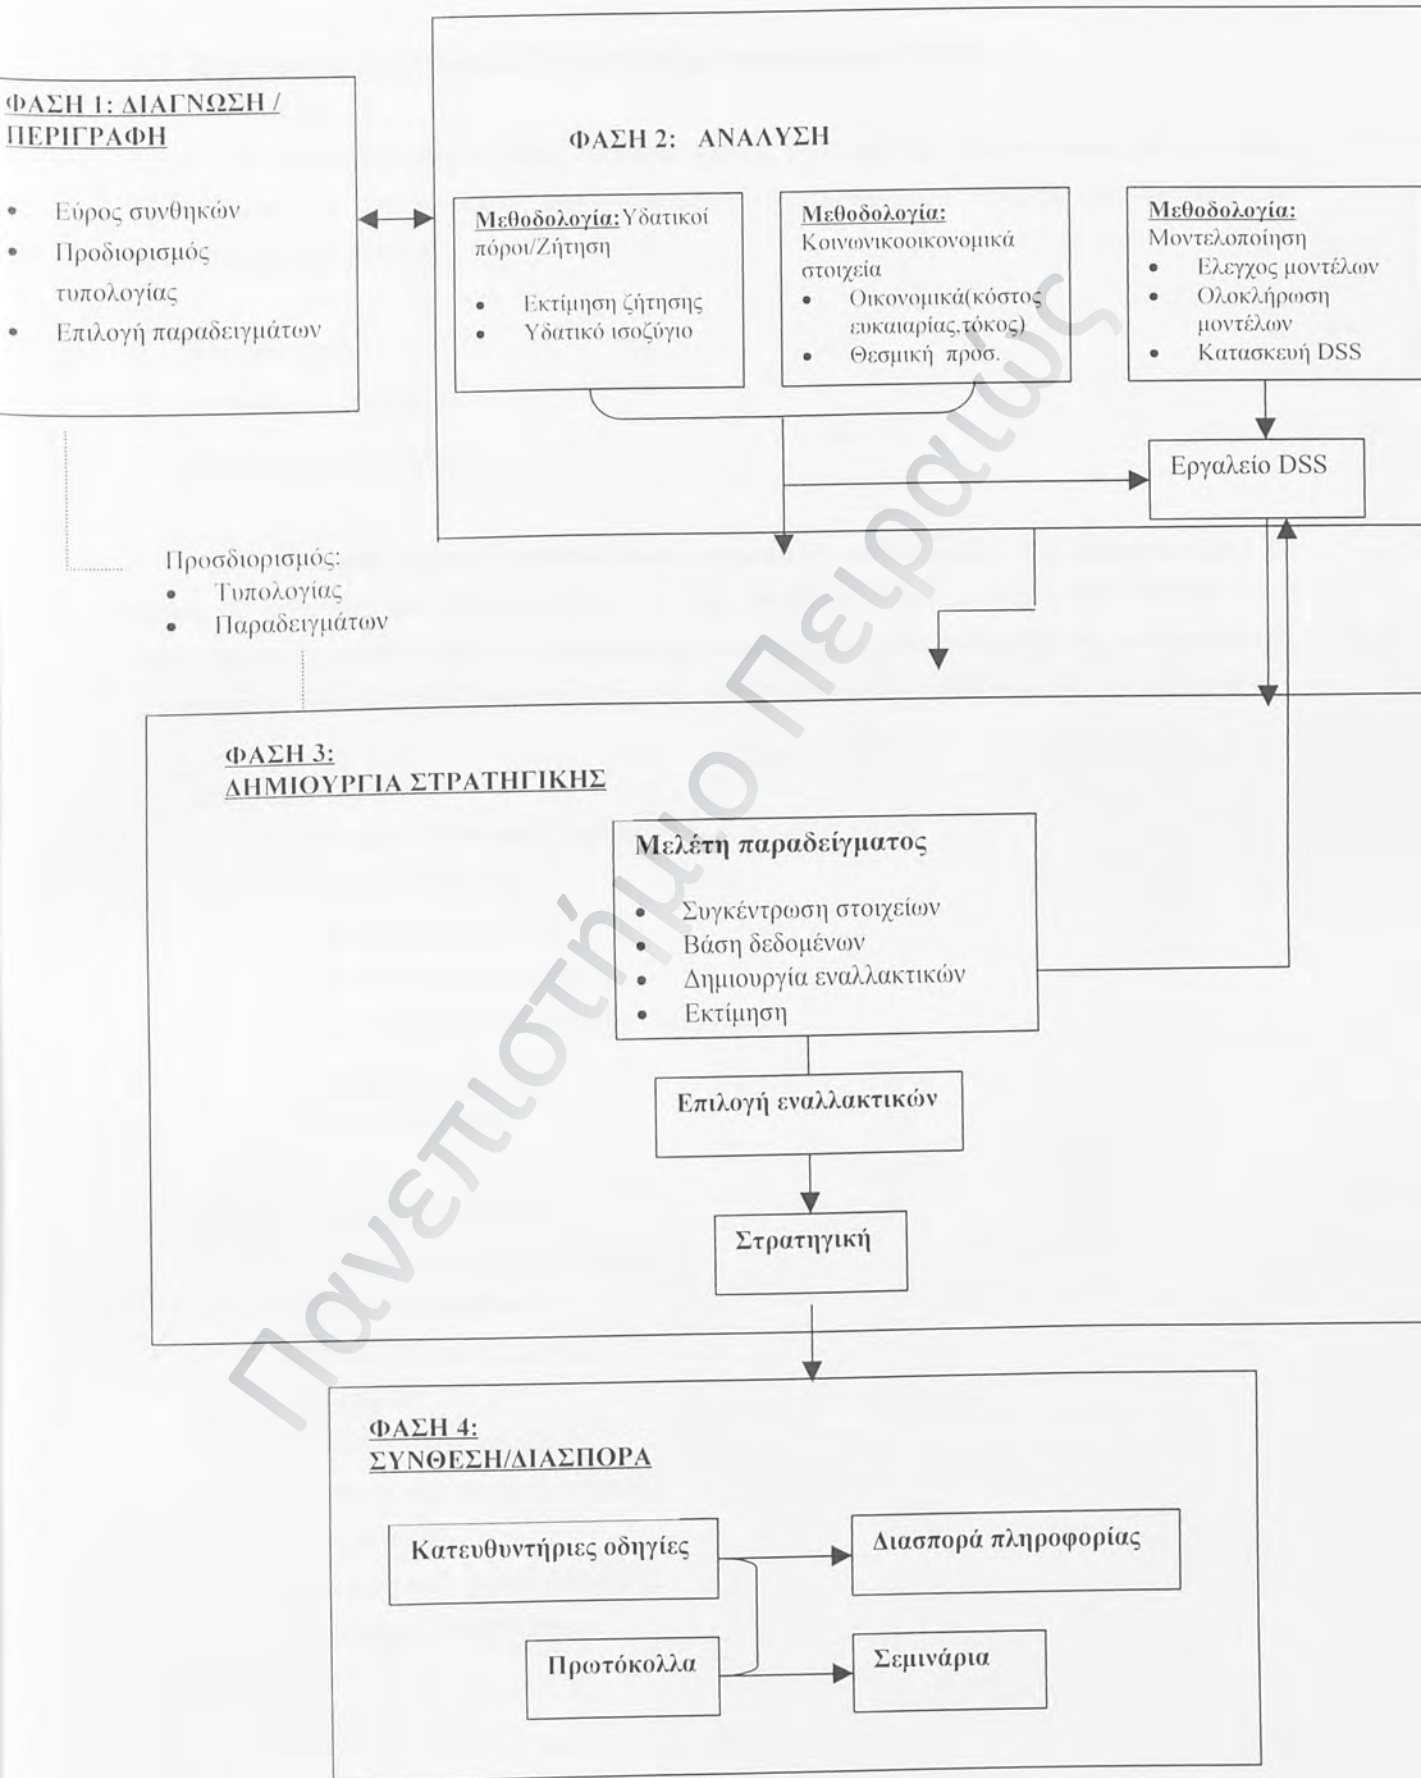 ΦΑΣΗ 1: ΔΙΑΓΝΩΣΗ /
ΠΕΡΙΓΡΑΦΗ
• Εύρος συνθηκών
• Προδιορισμός
τυπολογίας
• Επιλογή παραδειγμάτων
ΦΑΣΗ 2: ΑΝΑΛΥΣΗ
Μεθοδολογία:Υδατικοί
πόροι/Ζήτηση
• Εκτίμηση ζήτησης
• Υδατικό ισοζύγιο
Μεθοδολογία:
Κοινωνικοοικονομικά
στοιχεία
• Οικονομικά(κόστος
ευκαιαρίας,τόκος)
• Θεσμική προσ.
Μεθοδολογία:
Μοντελοποίηση
• Ελεγχος μοντέλων
• Ολοκλήρωση
μοντέλων
• Κατασκευή DSS
Εργαλείο DSS
Προσδιορισμός:
• Τυπολογίας
• Παραδειγμάτων
ΦΑΣΗ 3:
ΔΗΜΙΟΥΡΓΙΑ ΣΤΡΑΤΗΓΙΚΗΣ
Μελέτη παραδείγματος
• Συγκέντρωση στοιχείων
• Βάση δεδομένων
• Δημιουργία εναλλακτικών
• Εκτίμηση
Επιλογή εναλλακτικών
Στρατηγική
ΦΑΣΗ 4:
ΣΥΝΘΕΣΗ/ΔΙΑΣΠΟΡΑ
Κατευθυντήριες οδηγίες
Διασπορά πληροφορίας
Πρωτόκολλα
Σεμινάρια
Πανεπιστήμιο Πειραιώς